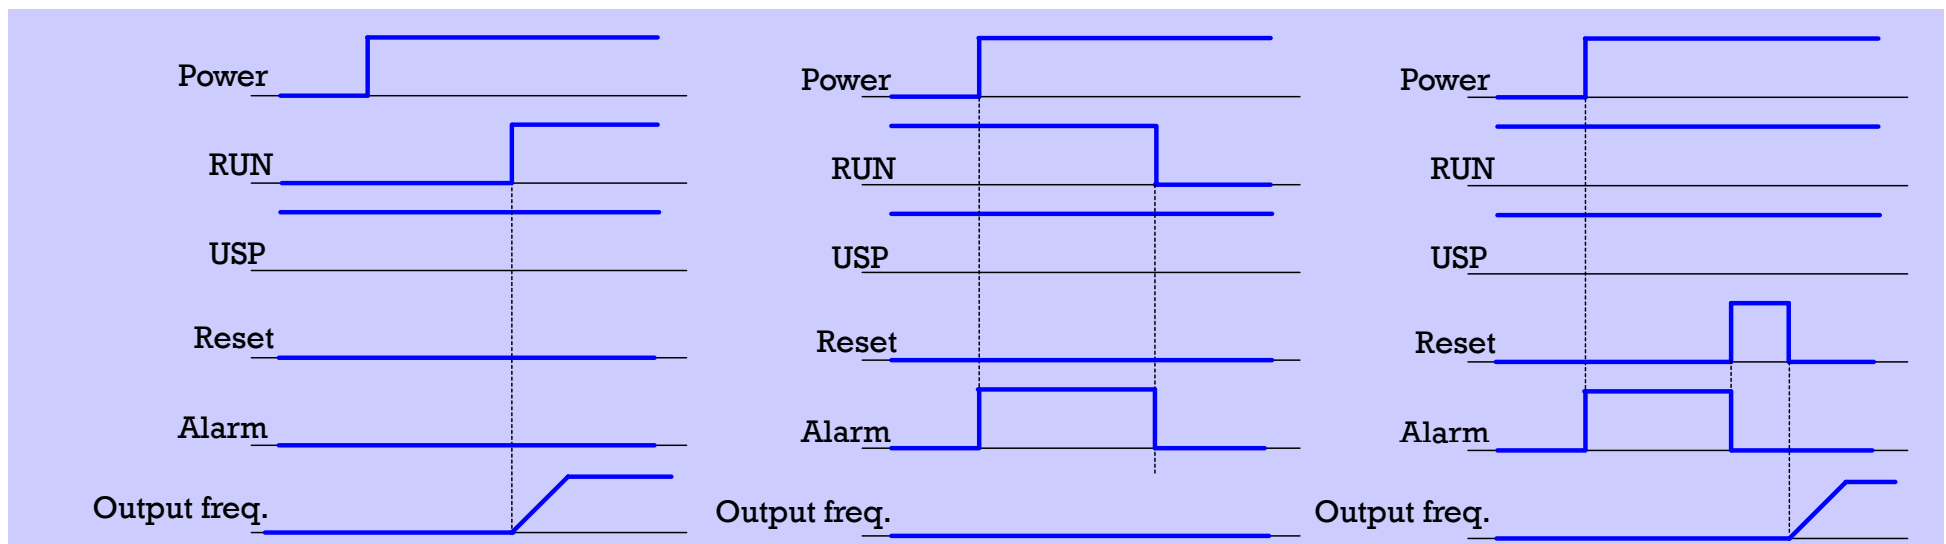 Power
RUN
USP
Reset
Alarm
Output freq.
Power
RUN
USP
Reset
Alarm
Output freq.
Power
RUN
USP
Reset
Alarm
Output freq.